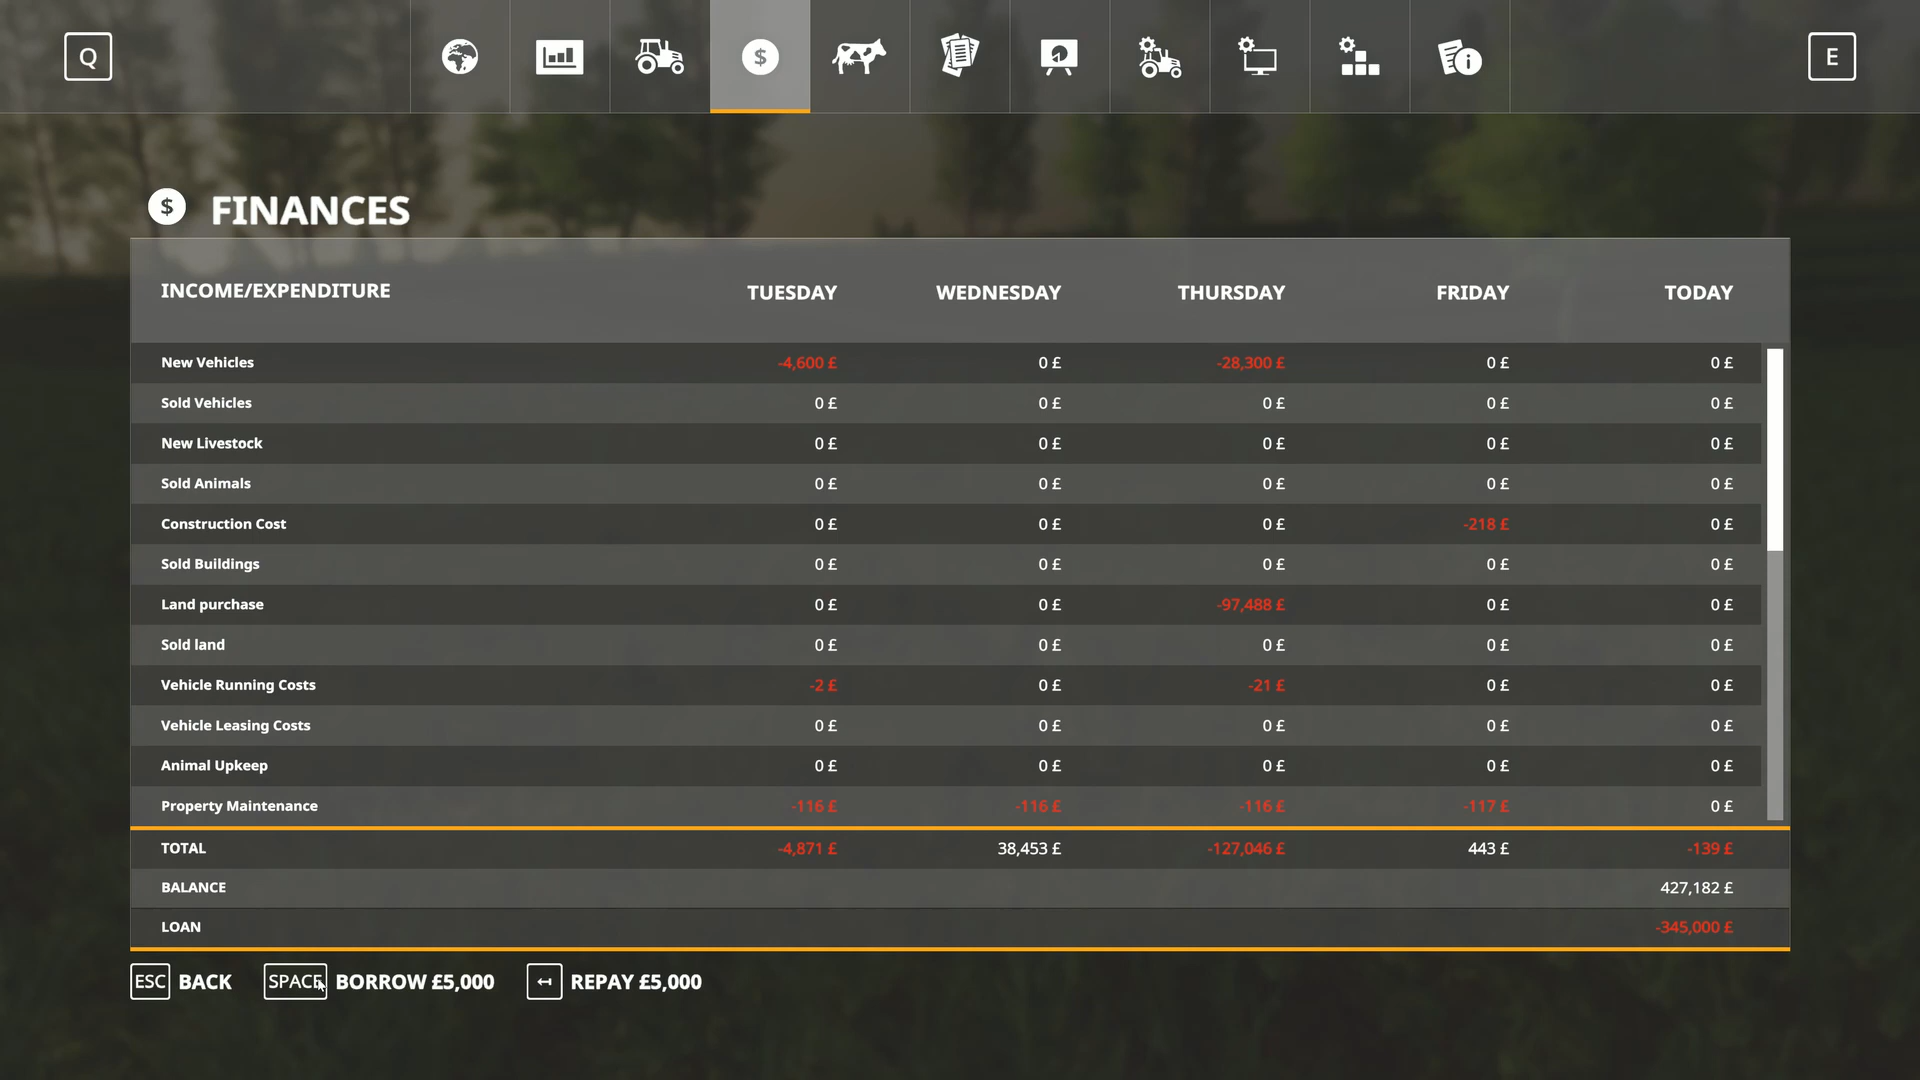 Q
E
FINANCES
INCOME/EXPENDITURE TUESDAY WEDNESDAY THURSDAY FRIDAY TODAY
New Vehicles -4,600 £ 0 £ -28,300 £ 0 £ 0 £
Sold Vehicles 0 £ 0 £ 0 £ 0 £ 0 £
New Livestock 0 £ 0 £ 0 £ 0 £ 0 £
Sold Animals 0 £ 0 £ 0 £ 0 £ 0 £
Construction Cost 0 £ 0 £ 0 £ -218 £ 0 £
Sold Buildings 0 £ 0 £ 0 £ 0 £ 0 £
Land purchase 0 £ 0 £ -97,488 £ 0 £ 0 £
Sold land 0 £ 0 £ 0 £ 0 £ 0 £
Vehicle Running Costs -2 £ 0 £ -21 £ 0 £ 0 £
Vehicle Leasing Costs 0 £ 0 £ 0 £ 0 £ 0 £
Animal Upkeep 0 £ 0 £ 0 £ 0 £ 0 £
Property Maintenance -116 £ -116 £ -116 £ -117 £ 0 £
TOTAL -4,871 £ 38,453 £ -127,046 £ 443 £ -139 £
BALANCE 427,182 £
LOAN -345,000 £
ESC BACK SPACE BORROW £5,000 REPAY £5,000